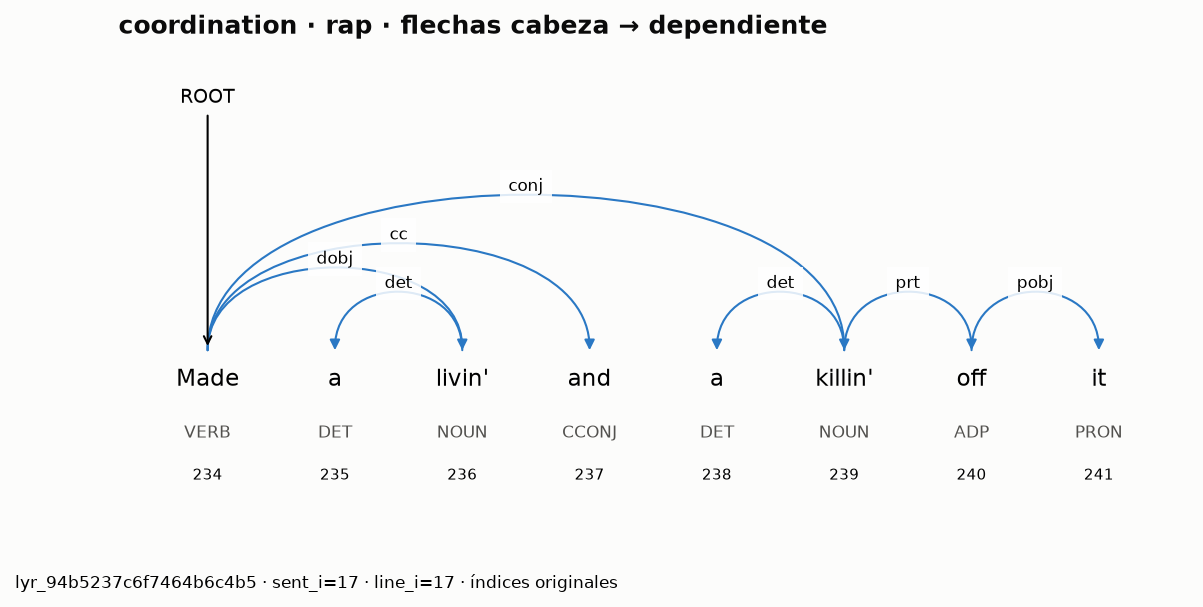 coordination · rap · flechas cabeza → dependiente
ROOT
conj
cc
dobj
det det prt pobj
Made a livin' and a killin' off it
VERB DET NOUN CCONJ DET NOUN ADP PRON
234 235 236 237 238 239 240 241
lyr_94b5237c6f7464b6c4b5 · sent_i=17 · line_i=17 · índices originales